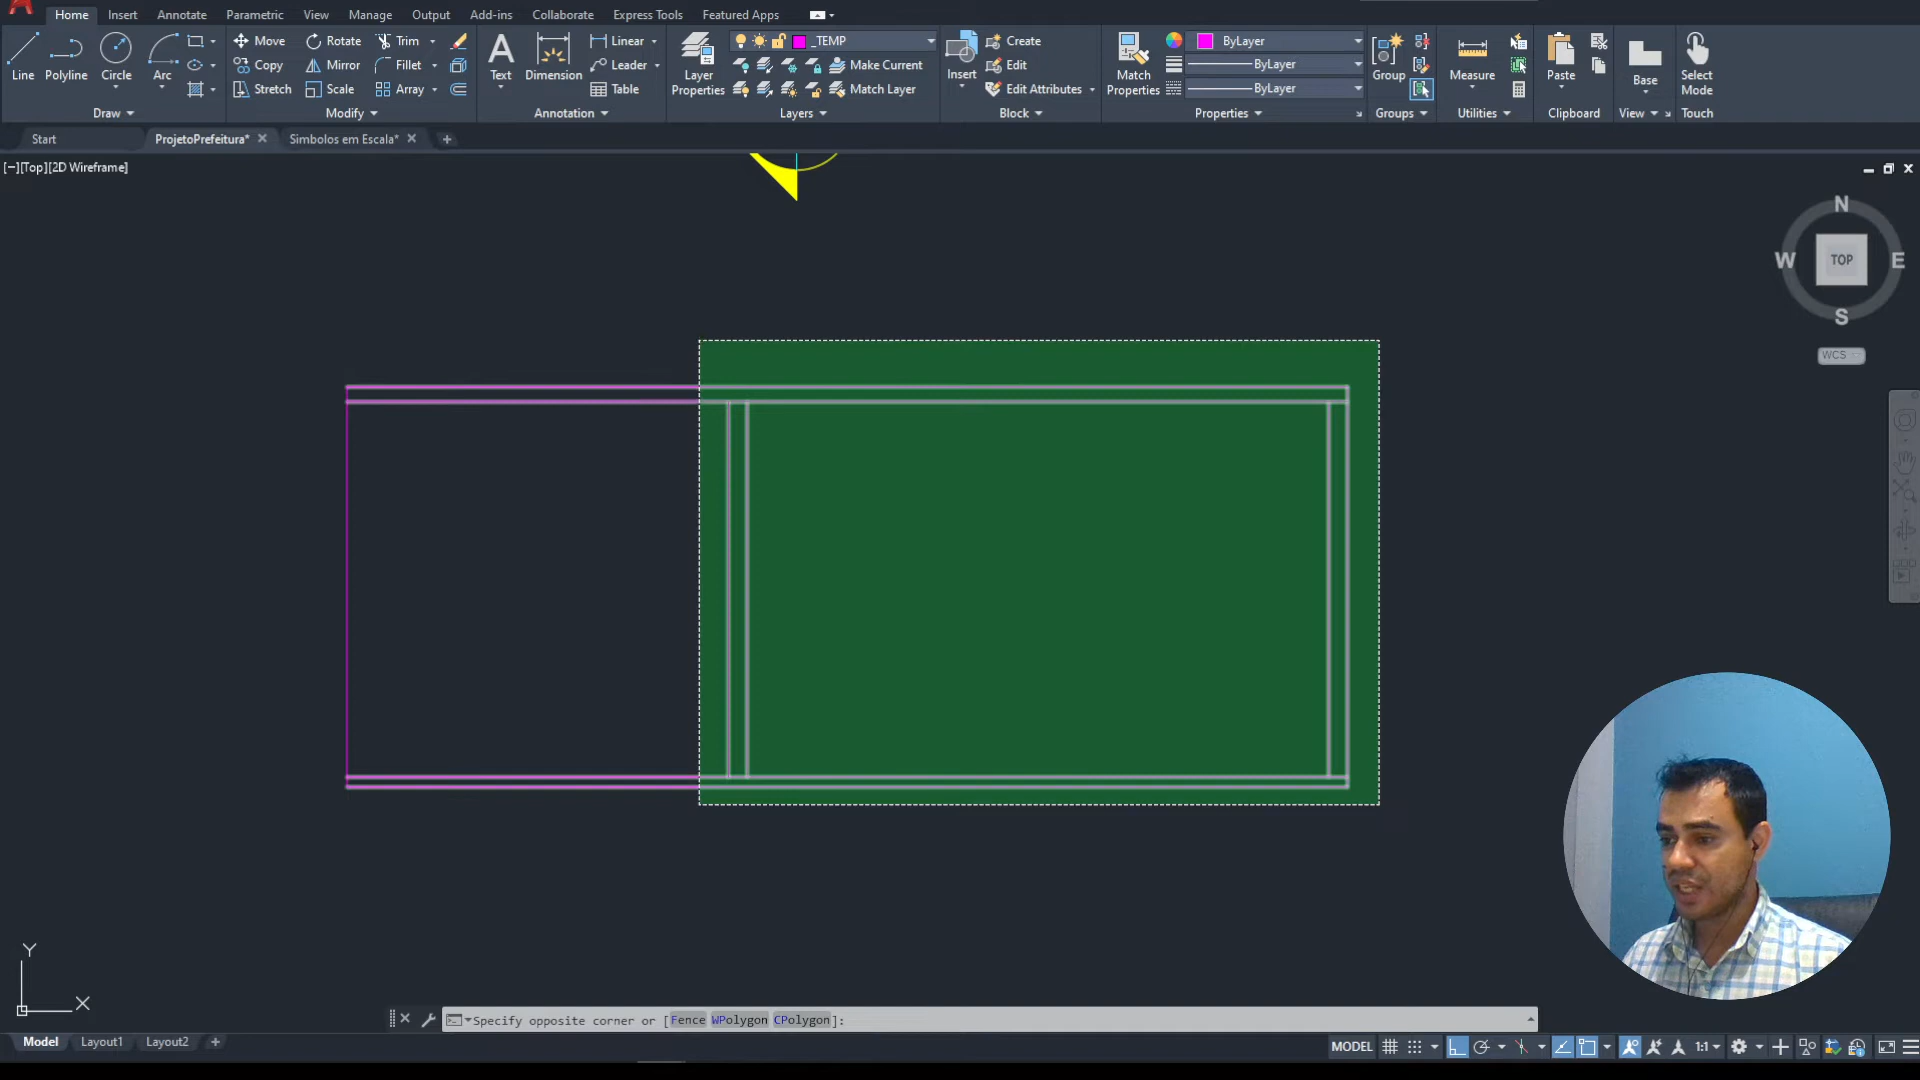 Home Insert Annotate Parametric View Manage Output Add-ins Collaborate Express Tools Featured Apps
Line Polyline Circle Arc
Move Rotate Trim
Copy Mirror Fillet
Stretch Scale Array
Text Dimension
Linear
Leader
Table
Layer Properties
_TEMP
Make Current
Match Layer
Insert
Create
Edit
Edit Attributes
Match Properties
ByLayer
ByLayer
ByLayer
Group
Measure
Paste
Base
Select Mode
Draw Modify Annotation Layers Block Properties Groups Utilities Clipboard View Touch
Start ProjetoPrefeitura* Simbolos em Escala*
[−][Top][2D Wireframe]
N
W TOP E
S
WCS
Y
X
Specify opposite corner or [Fence WPolygon CPolygon]:
Model Layout1 Layout2
MODEL 1:1